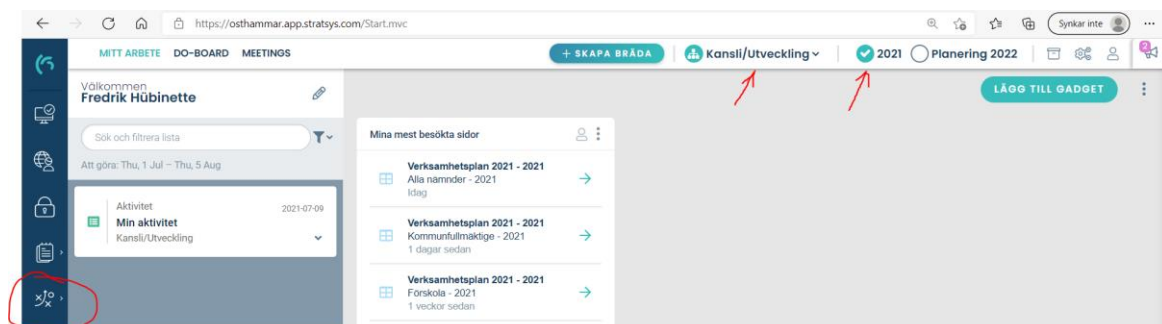 https://osthammar.app.stratsys.com/Start.mvc
Synkar inte
MITT ARBETE DO-BOARD MEETINGS
+ SKAPA BRÄDA
Kansli/Utveckling
2021
Planering 2022
2
Välkommen
Fredrik Hübinette
LÄGG TILL GADGET
Sök och filtrera lista
Att göra: Thu, 1 Jul – Thu, 5 Aug
Aktivitet
2021-07-09
Min aktivitet
Kansli/Utveckling
Mina mest besökta sidor
Verksamhetsplan 2021 - 2021
Alla nämnder - 2021
Idag
Verksamhetsplan 2021 - 2021
Kommunfullmäktige - 2021
1 dagar sedan
Verksamhetsplan 2021 - 2021
Förskola - 2021
1 veckor sedan